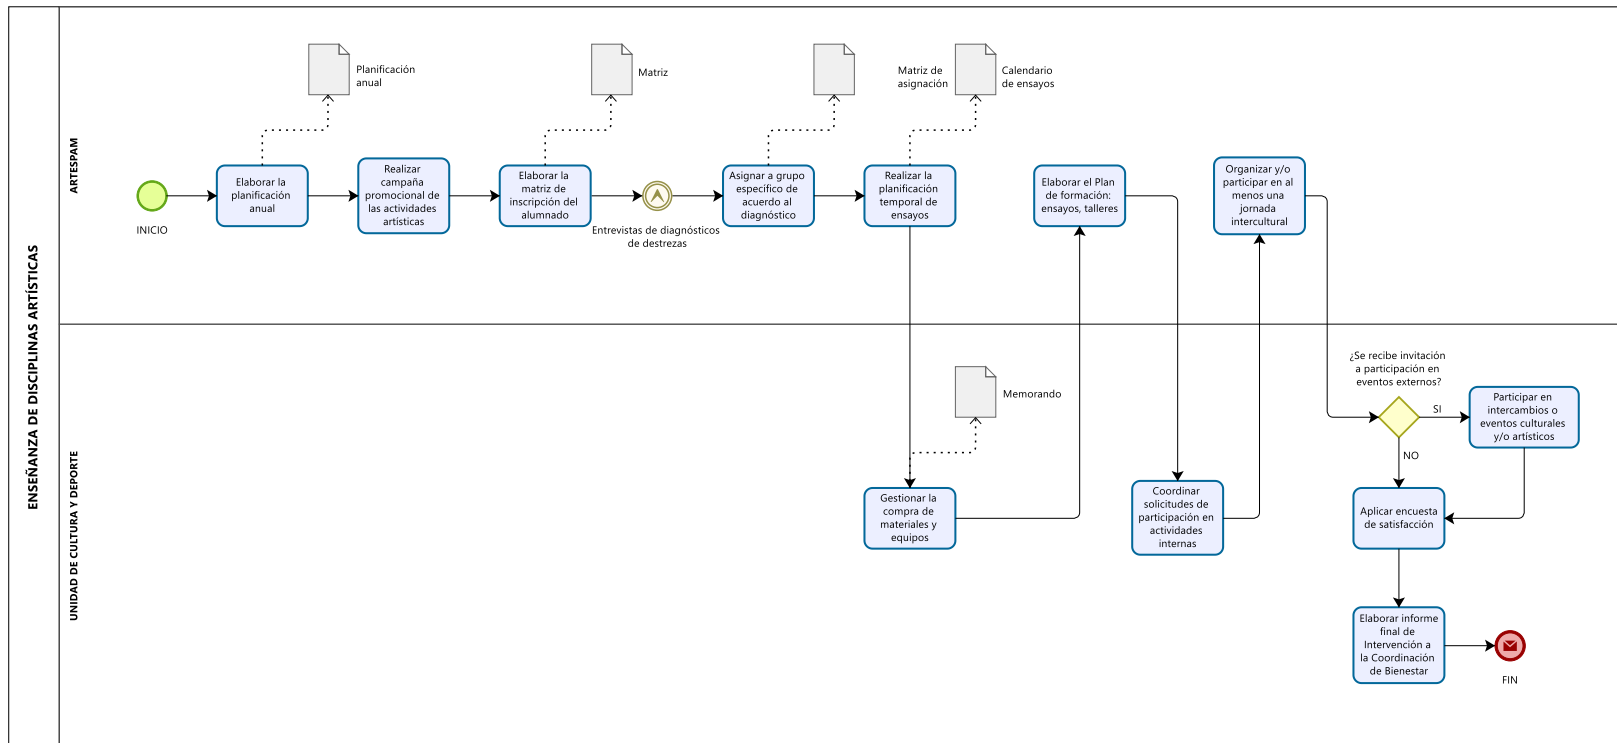 ENSEÑANZA DE DISCIPLINAS ARTÍSTICAS
ARTESPAM
Planificación
anual
Matriz
Matriz de
asignación
Calendario
de ensayos
INICIO
Elaborar la
planificación
anual
Realizar
campaña
promocional de
las actividades
artísticas
Elaborar la
matriz de
inscripción del
alumnado
Entrevistas de diagnósticos
de destrezas
Asignar a grupo
específico de
acuerdo al
diagnóstico
Realizar la
planificación
temporal de
ensayos
Elaborar el Plan
de formación:
ensayos, talleres
Organizar y/o
participar en al
menos una
jornada
intercultural
UNIDAD DE CULTURA Y DEPORTE
Memorando
Gestionar la
compra de
materiales y
equipos
Coordinar
solicitudes de
participación en
actividades
internas
¿Se recibe invitación
a participación en
eventos externos?
SI
Participar en
intercambios o
eventos culturales
y/o artísticos
NO
Aplicar encuesta
de satisfacción
Elaborar informe
final de
Intervención a
la Coordinación
de Bienestar
FIN